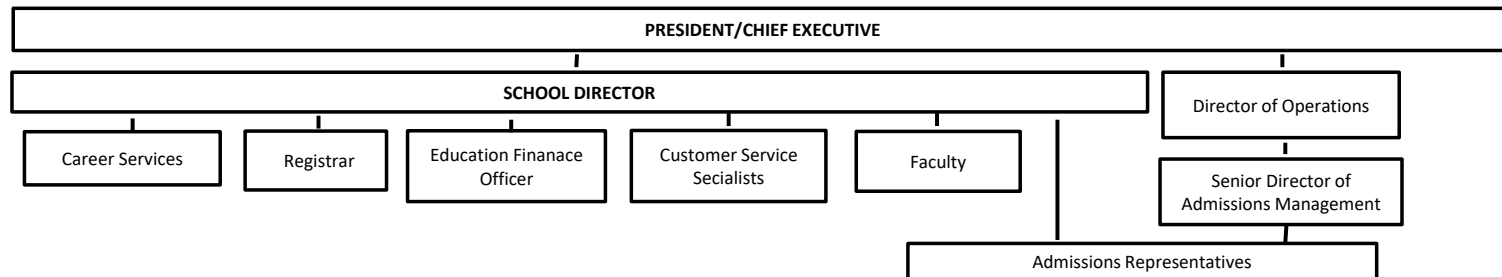 PRESIDENT/CHIEF EXECUTIVE
SCHOOL DIRECTOR
Director of Operations
Career Services
Registrar
Education Finanace
Officer
Customer Service
Secialists
Faculty
Senior Director of
Admissions Management
Admissions Representatives